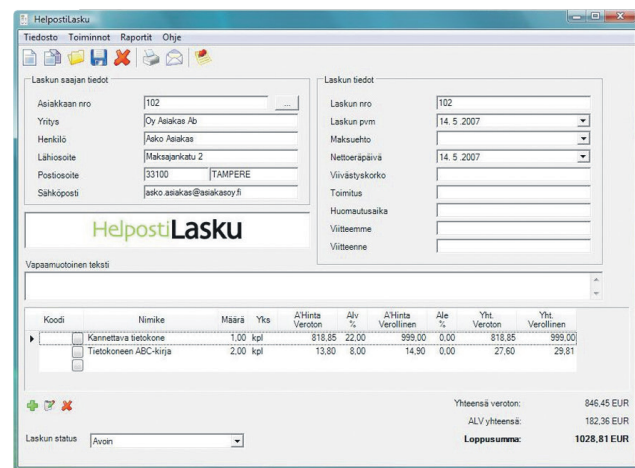 HelpostiLasku
Tiedosto Toiminnot Raportit Ohje
Laskun saajan tiedot
Asiakkaan nro 102 ...
Yritys Oy Asiakas Ab
Henkilö Asko Asiakas
Lähiosoite Maksajankatu 2
Postiosoite 33100 TAMPERE
Sähköposti asko.asiakas@asiakasoy.fi
HelpostiLasku
Laskun tiedot
Laskun nro 102
Laskun pvm 14. 5.2007
Maksuehto
Nettoeräpäivä 14. 5.2007
Viivästyskorko
Toimitus
Huomautusaika
Viitteemme
Viitteenne
Vapaamuotoinen teksti
Koodi Nimike Määrä Yks A'Hinta Veroton Alv % A'Hinta Verollinen Ale % Yht. Veroton Yht. Verollinen
Kannettava tietokone 1,00 kpl 818,85 22,00 999,00 0,00 818,85 999,00
Tietokoneen ABC-kirja 2,00 kpl 13,80 8,00 14,90 0,00 27,60 29,81
Yhteensä veroton: 846,45 EUR
ALV yhteensä: 182,36 EUR
Laskun status Avoin
Loppusumma: 1028,81 EUR